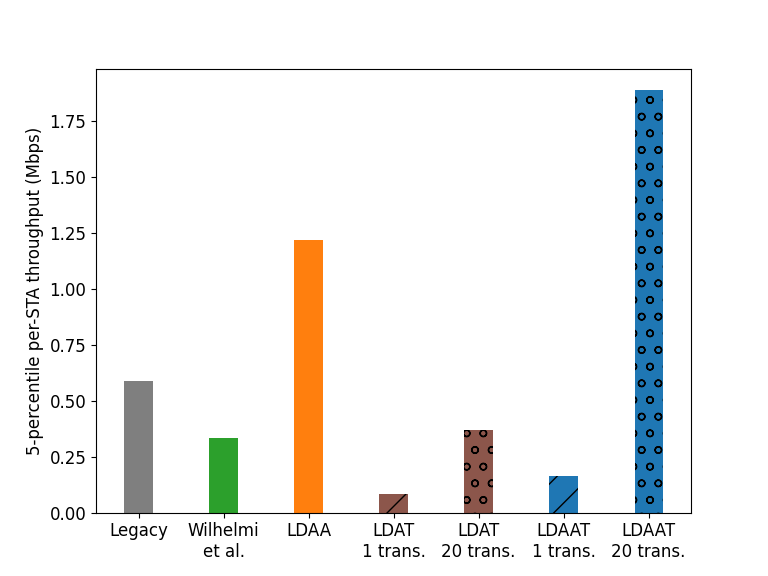 5-percentile per-STA throughput (Mbps)
1.75
1.50
1.25
1.00
0.75
0.50
0.25
0.00
Legacy
Wilhelmi
et al.
LDAA
LDAT
1 trans.
LDAT
20 trans.
LDAAT
1 trans.
LDAAT
20 trans.